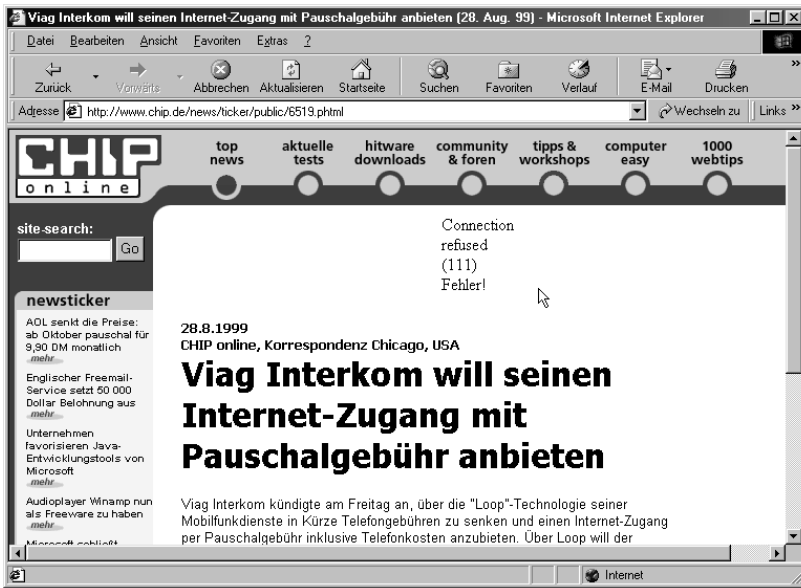 Viag Interkom will seinen Internet-Zugang mit Pauschalgebühr anbieten (28. Aug. 99) - Microsoft Internet Explorer
Datei Bearbeiten Ansicht Favoriten Extras ?
Zurück Vorwärts Abbrechen Aktualisieren Startseite Suchen Favoriten Verlauf E-Mail Drucken »
Adresse http://www.chip.de/news/ticker/public/6519.phtml Wechseln zu Links »
CHIP
online
top
news
aktuelle
tests
hitware
downloads
community
& foren
tipps &
workshops
computer
easy
1000
webtips
site-search:
Go
Connection
refused
(111)
Fehler!
newsticker
AOL senkt die Preise:
ab Oktober pauschal für
9,90 DM monatlich
mehr
Englischer Freemail-
Service setzt 50 000
Dollar Belohnung aus
mehr
Unternehmen
favorisieren Java-
Entwicklungstools von
Microsoft
mehr
Audioplayer Winamp nun
als Freeware zu haben
mehr
Microsoft schließt
28.8.1999
CHIP online, Korrespondenz Chicago, USA
Viag Interkom will seinen
Internet-Zugang mit
Pauschalgebühr anbieten
Viag Interkom kündigte am Freitag an, über die "Loop"-Technologie seiner
Mobilfunkdienste in Kürze Telefongebühren zu senken und einen Internet-Zugang
per Pauschalgebühr inklusive Telefonkosten anzubieten. Über Loop will der
Internet